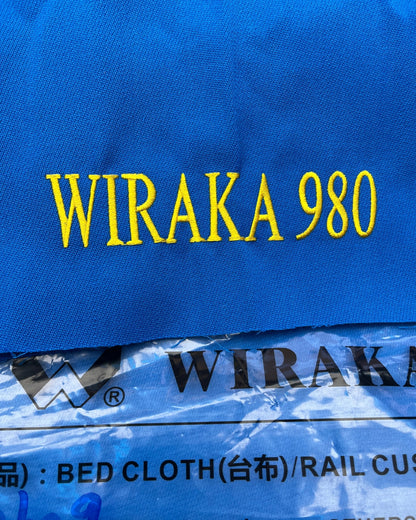 WIRAKA 980
W® WIRAKA
品) : BED CLOTH(台布)/RAIL CUS